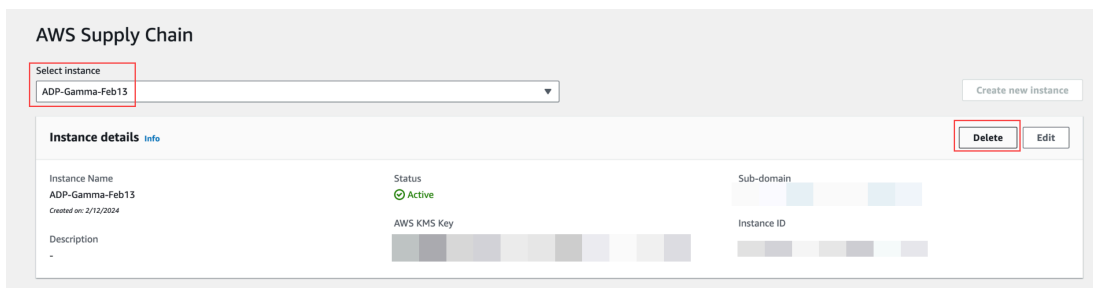 AWS Supply Chain
Select instance
ADP-Gamma-Feb13
Create new instance
Instance details Info
Delete
Edit
Instance Name
ADP-Gamma-Feb13
Created on: 2/12/2024
Description
-
Status
Active
AWS KMS Key
Sub-domain
Instance ID